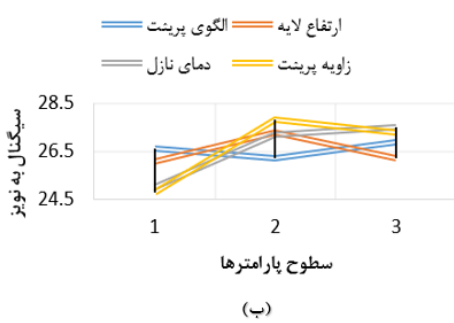 ارتفاع لایه الگوی پرینت
زاویه پرینت دمای نازل
سیگنال به نویز
28.5
26.5
24.5
1 2 3
سطوح پارامترها
(ب)